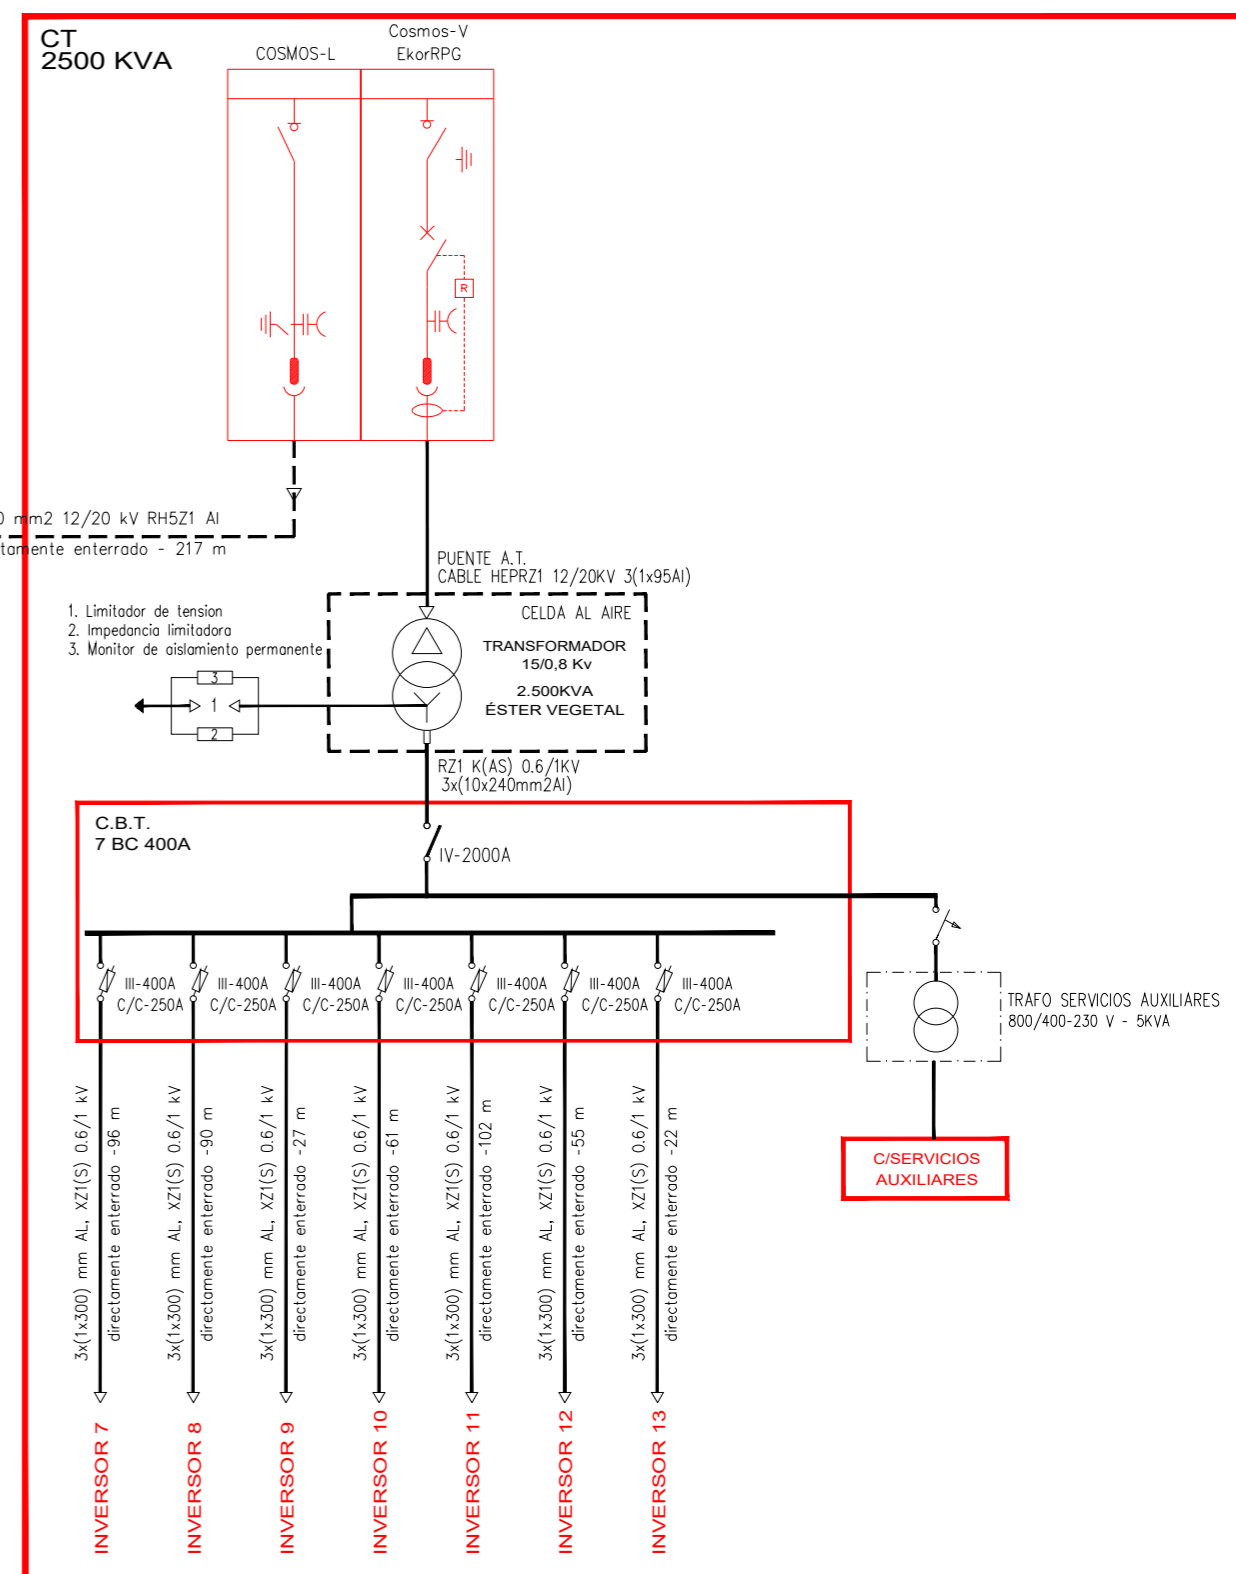 CT
2500 KVA
COSMOS-L
Cosmos-V
EkorRPG
R
0 mm2 12/20 kV RH5Z1 Al
tamente enterrado - 217 m
PUENTE A.T.
CABLE HEPRZ1 12/20KV 3(1x95Al)
1. Limitador de tension
2. Impedancia limitadora
3. Monitor de aislamiento permanente
3
1
2
CELDA AL AIRE
TRANSFORMADOR
15/0,8 Kv
2.500KVA
ÉSTER VEGETAL
RZ1 K(AS) 0.6/1KV
3x(10x240mm2Al)
C.B.T.
7 BC 400A
IV-2000A
III-400A
C/C-250A
III-400A
C/C-250A
III-400A
C/C-250A
III-400A
C/C-250A
III-400A
C/C-250A
III-400A
C/C-250A
III-400A
C/C-250A
TRAFO SERVICIOS AUXILIARES
800/400-230 V - 5KVA
C/SERVICIOS
AUXILIARES
3x(1x300) mm AL, XZ1(S) 0.6/1 kV
directamente enterrado -96 m
3x(1x300) mm AL, XZ1(S) 0.6/1 kV
directamente enterrado -90 m
3x(1x300) mm AL, XZ1(S) 0.6/1 kV
directamente enterrado -27 m
3x(1x300) mm AL, XZ1(S) 0.6/1 kV
directamente enterrado -61 m
3x(1x300) mm AL, XZ1(S) 0.6/1 kV
directamente enterrado -102 m
3x(1x300) mm AL, XZ1(S) 0.6/1 kV
directamente enterrado -55 m
3x(1x300) mm AL, XZ1(S) 0.6/1 kV
directamente enterrado -22 m
INVERSOR 7
INVERSOR 8
INVERSOR 9
INVERSOR 10
INVERSOR 11
INVERSOR 12
INVERSOR 13